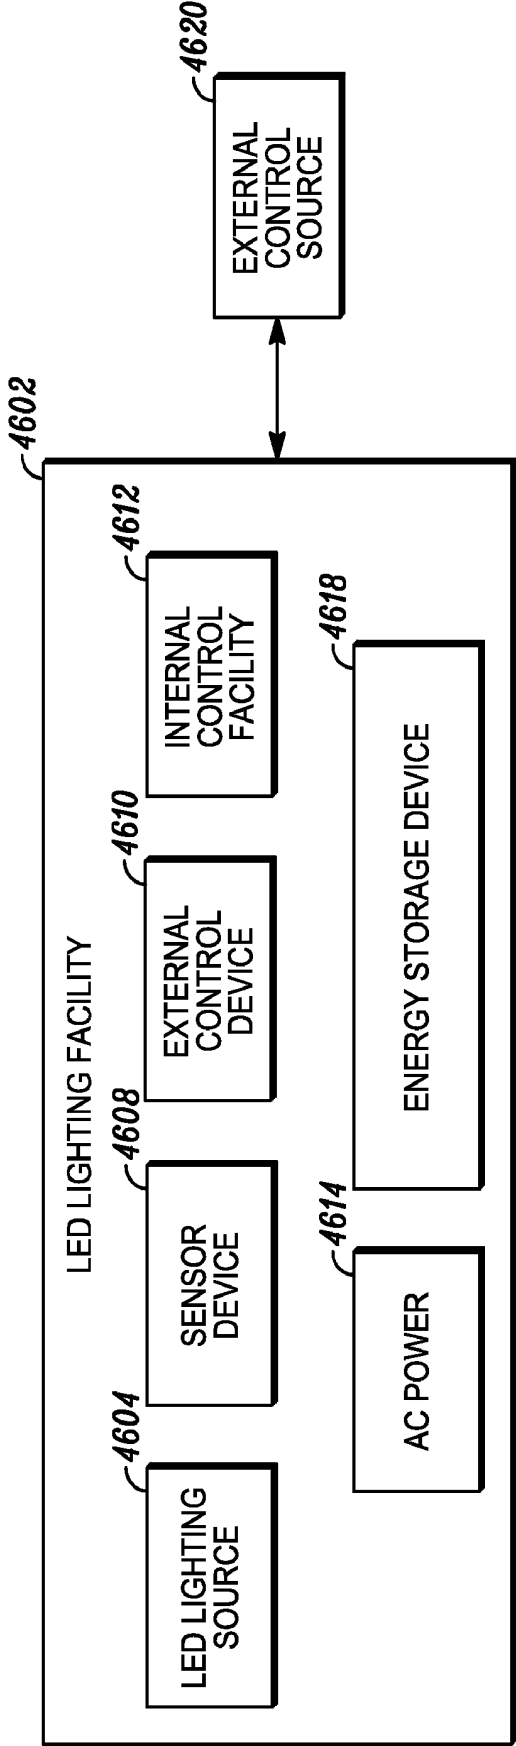 LED LIGHTING FACILITY
4602
LED LIGHTING
SOURCE
4604
SENSOR
DEVICE
4608
EXTERNAL
CONTROL
DEVICE
4610
INTERNAL
CONTROL
FACILITY
4612
AC POWER
4614
ENERGY STORAGE DEVICE
4618
EXTERNAL
CONTROL
SOURCE
4620